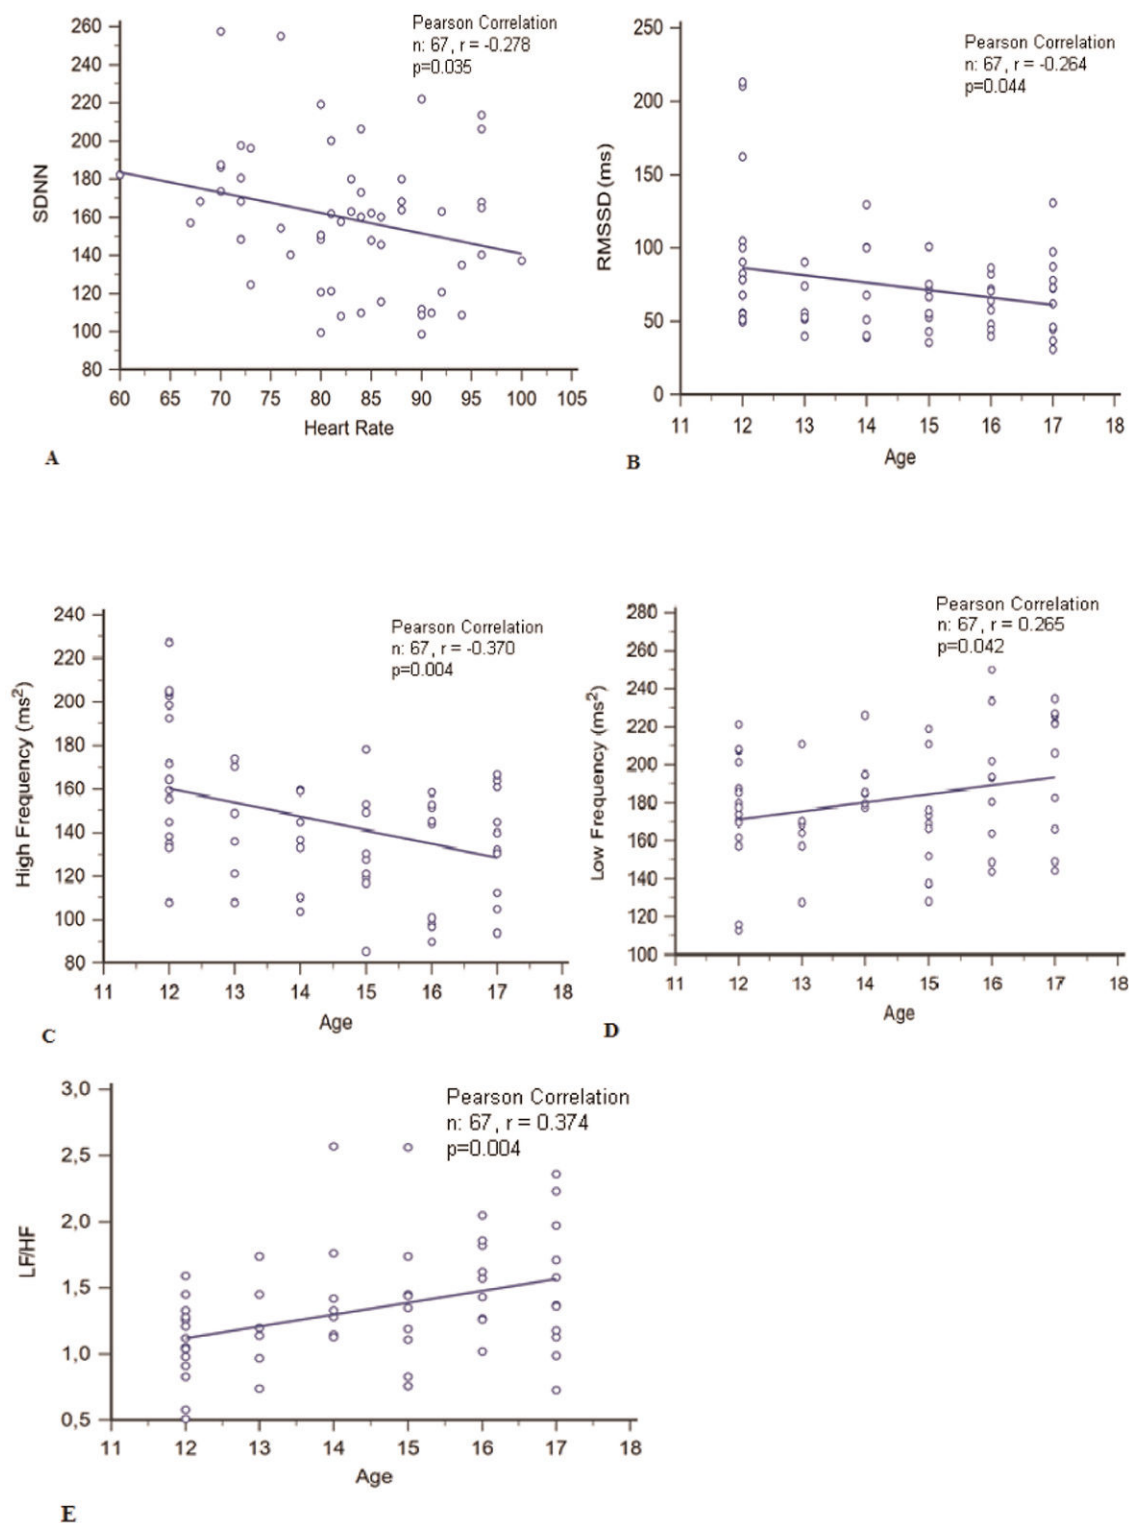 Pearson Correlation
n: 67, r = -0.278
p=0.035
260
240
220
200
180
160
140
120
100
80
SDNN
60 65 70 75 80 85 90 95 100 105
Heart Rate
A
Pearson Correlation
n: 67, r = -0.264
p=0.044
250
200
150
100
50
0
RMSSD (ms)
11 12 13 14 15 16 17 18
Age
B
Pearson Correlation
n: 67, r = -0.370
p=0.004
240
220
200
180
160
140
120
100
80
High Frequency (ms²)
11 12 13 14 15 16 17 18
Age
C
Pearson Correlation
n: 67, r = 0.265
p=0.042
280
260
240
220
200
180
160
140
120
100
Low Frequency (ms²)
11 12 13 14 15 16 17 18
Age
D
Pearson Correlation
n: 67, r = 0.374
p=0.004
3,0
2,5
2,0
1,5
1,0
0,5
LF/HF
11 12 13 14 15 16 17 18
Age
E